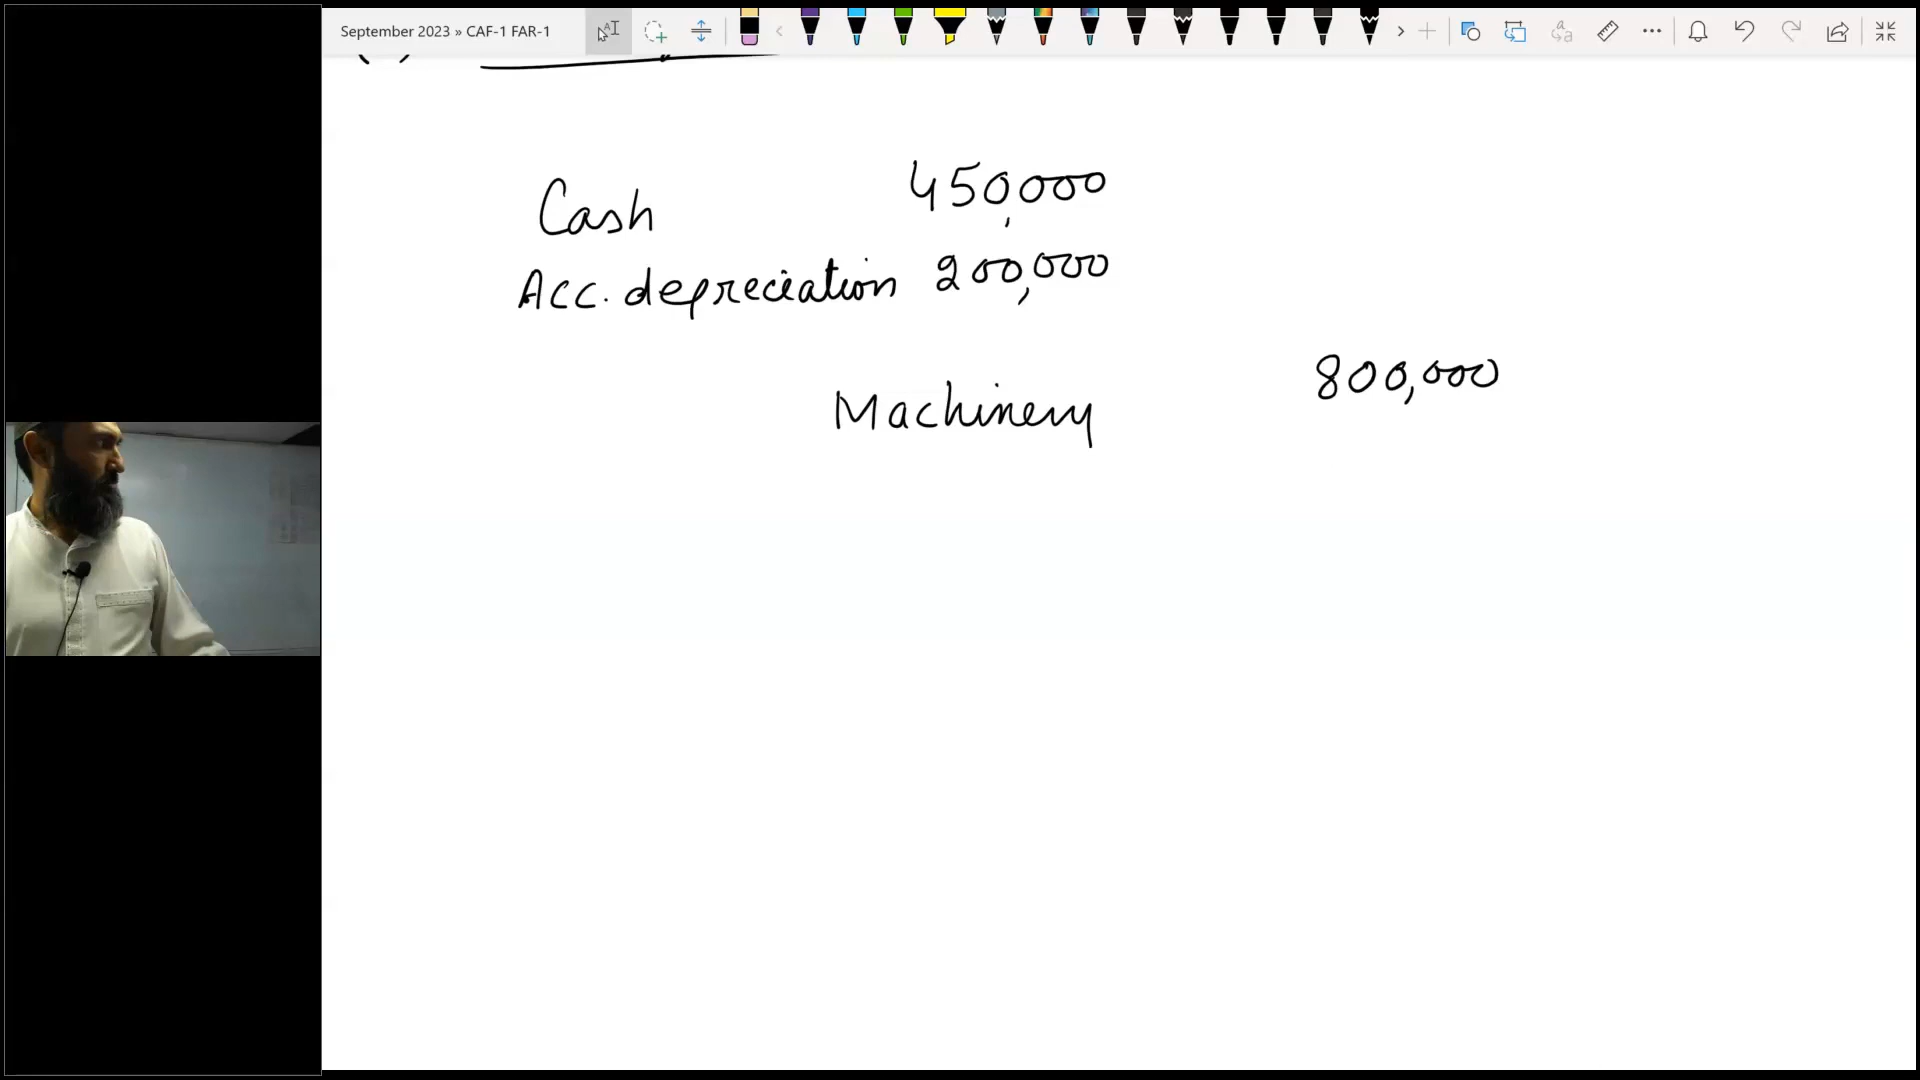 September 2023 » CAF-1 FAR-1
Cash 450,000
Acc. depreciation 200,000
Machinery 800,000